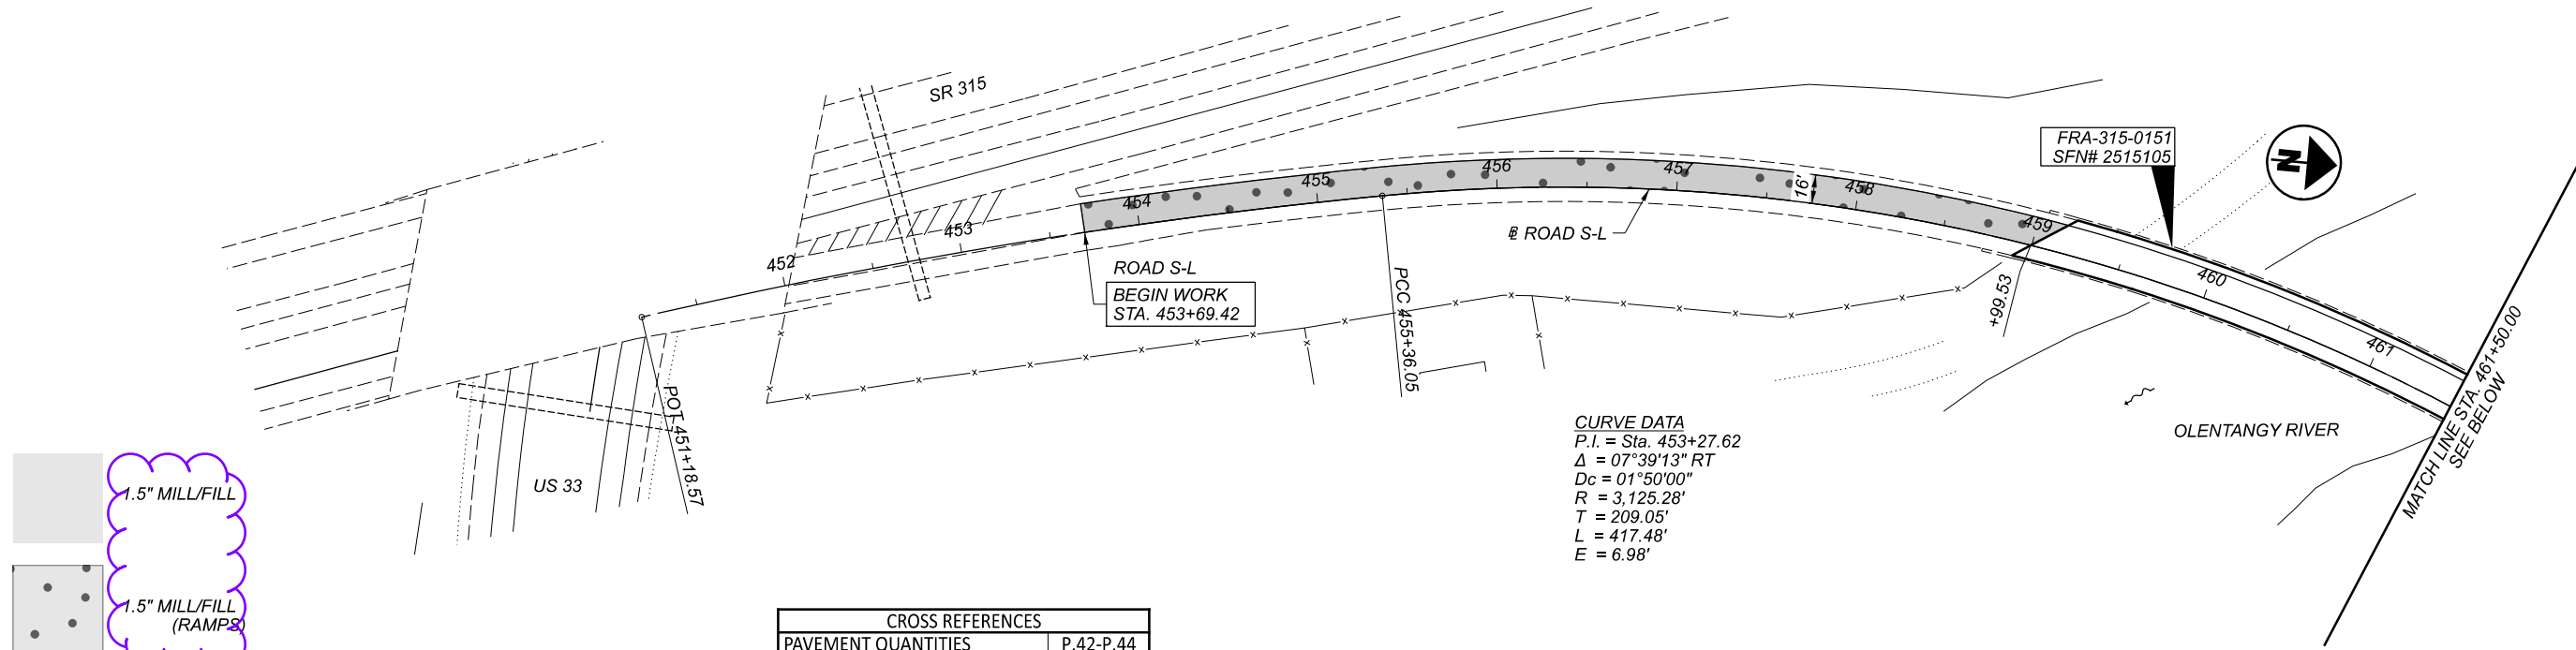 SR 315
FRA-315-0151
SFN# 2515105
N
452
453
454
455
456
457
16'
458
459
460
461
℄ ROAD S-L
ROAD S-L
BEGIN WORK
STA. 453+69.42
PCC 455+36.05
+99.53
POT 451+18.57
US 33
MATCH LINE STA. 461+50.00
SEE BELOW
OLENTANGY RIVER
CURVE DATA
P.I. = Sta. 453+27.62
Δ = 07°39'13" RT
Dc = 01°50'00"
R = 3,125.28'
T = 209.05'
L = 417.48'
E = 6.98'
1.5" MILL/FILL
1.5" MILL/FILL
(RAMPS)
CROSS REFERENCES
PAVEMENT QUANTITIES P.42-P.44